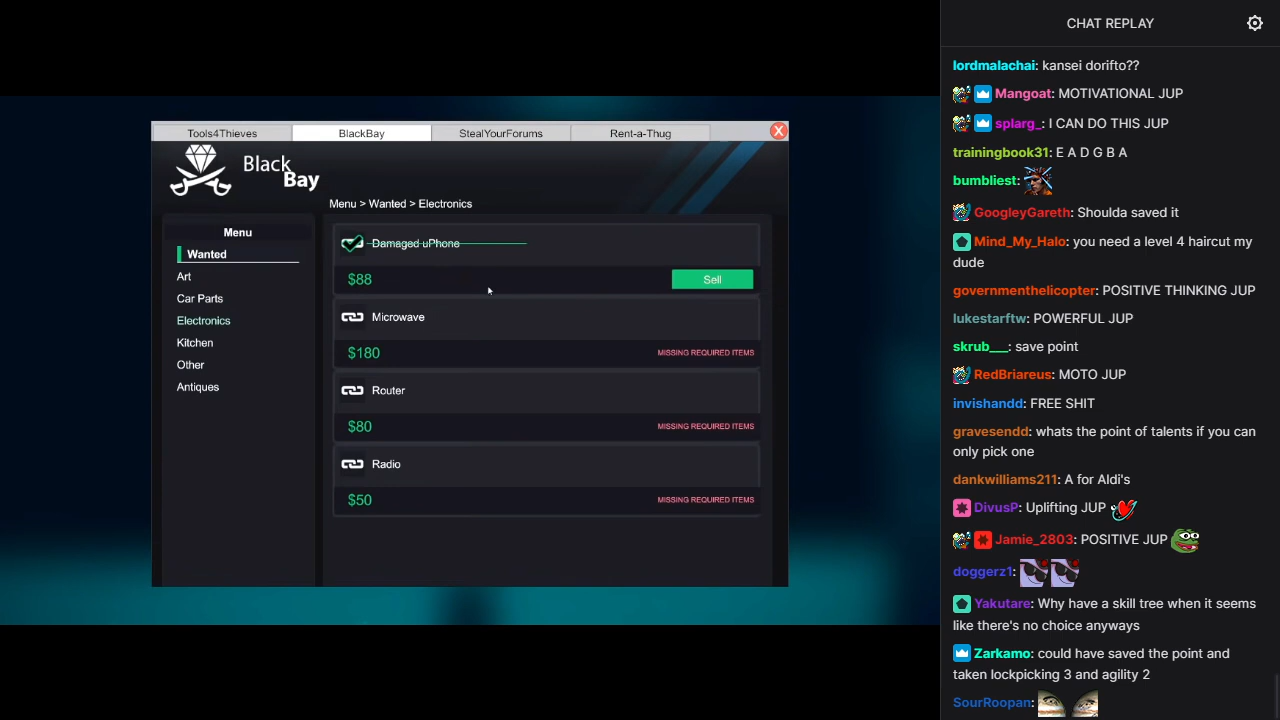 Tools4Thieves
BlackBay
StealYourForums
Rent-a-Thug
X
Black
Bay
Menu > Wanted > Electronics
Menu
Wanted
Art
Car Parts
Electronics
Kitchen
Other
Antiques
Damaged uPhone
$88
Sell
Microwave
$180
MISSING REQUIRED ITEMS
Router
$80
MISSING REQUIRED ITEMS
Radio
$50
MISSING REQUIRED ITEMS
CHAT REPLAY
lordmalachai: kansei dorifto??
Mangoat: MOTIVATIONAL JUP
splarg_: I CAN DO THIS JUP
trainingbook31: E A D G B A
bumbliest:
GoogleyGareth: Shoulda saved it
Mind_My_Halo: you need a level 4 haircut my
dude
governmenthelicopter: POSITIVE THINKING JUP
lukestarftw: POWERFUL JUP
skrub___: save point
RedBriareus: MOTO JUP
invishandd: FREE SHIT
gravesendd: whats the point of talents if you can
only pick one
dankwilliams211: A for Aldi's
DivusP: Uplifting JUP
Jamie_2803: POSITIVE JUP
doggerz1:
Yakutare: Why have a skill tree when it seems
like there's no choice anyways
Zarkamo: could have saved the point and
taken lockpicking 3 and agility 2
SourRoopan: